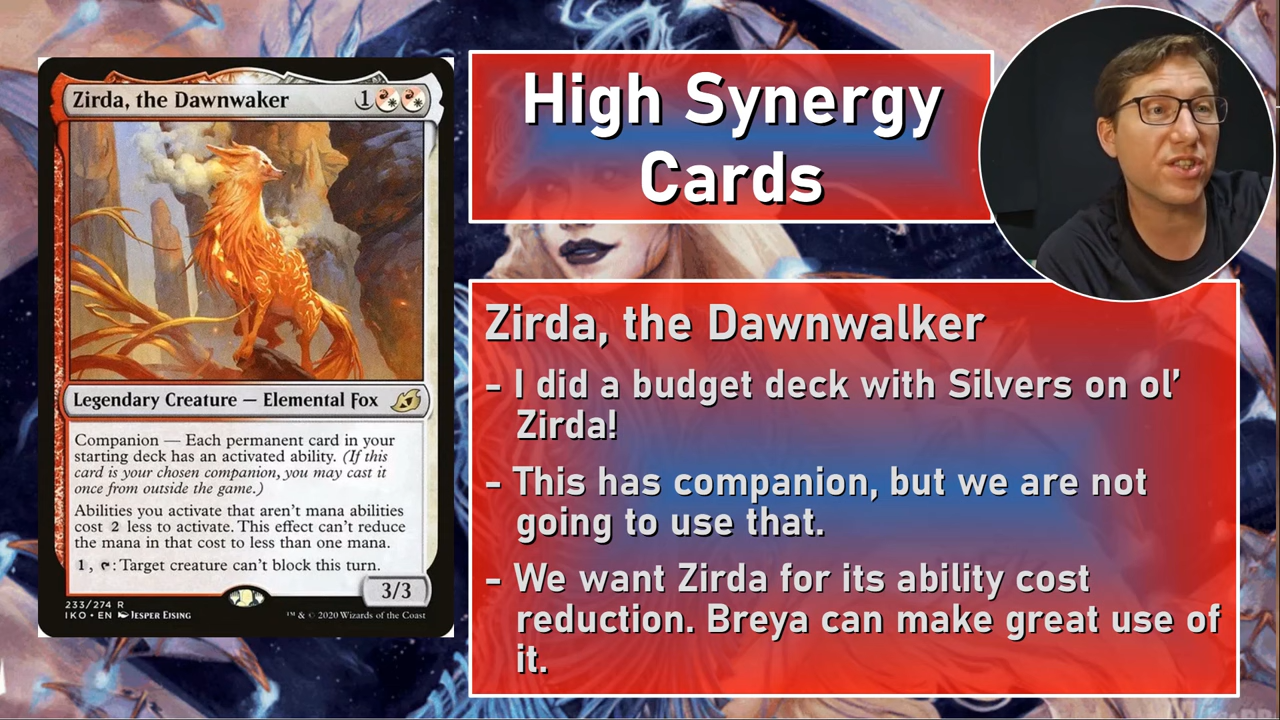 Zirda, the Dawnwaker 1
Legendary Creature — Elemental Fox
Companion — Each permanent card in your
starting deck has an activated ability. (If this
card is your chosen companion, you may cast it
once from outside the game.)
Abilities you activate that aren't mana abilities
cost 2 less to activate. This effect can't reduce
the mana in that cost to less than one mana.
1, : Target creature can't block this turn.
3/3
233/274 R
IKO • EN JESPER EISING
™ & © 2020 Wizards of the Coast
High Synergy
Cards
Zirda, the Dawnwalker
- I did a budget deck with Silvers on ol’
Zirda!
- This has companion, but we are not
going to use that.
- We want Zirda for its ability cost
reduction. Breya can make great use of
it.